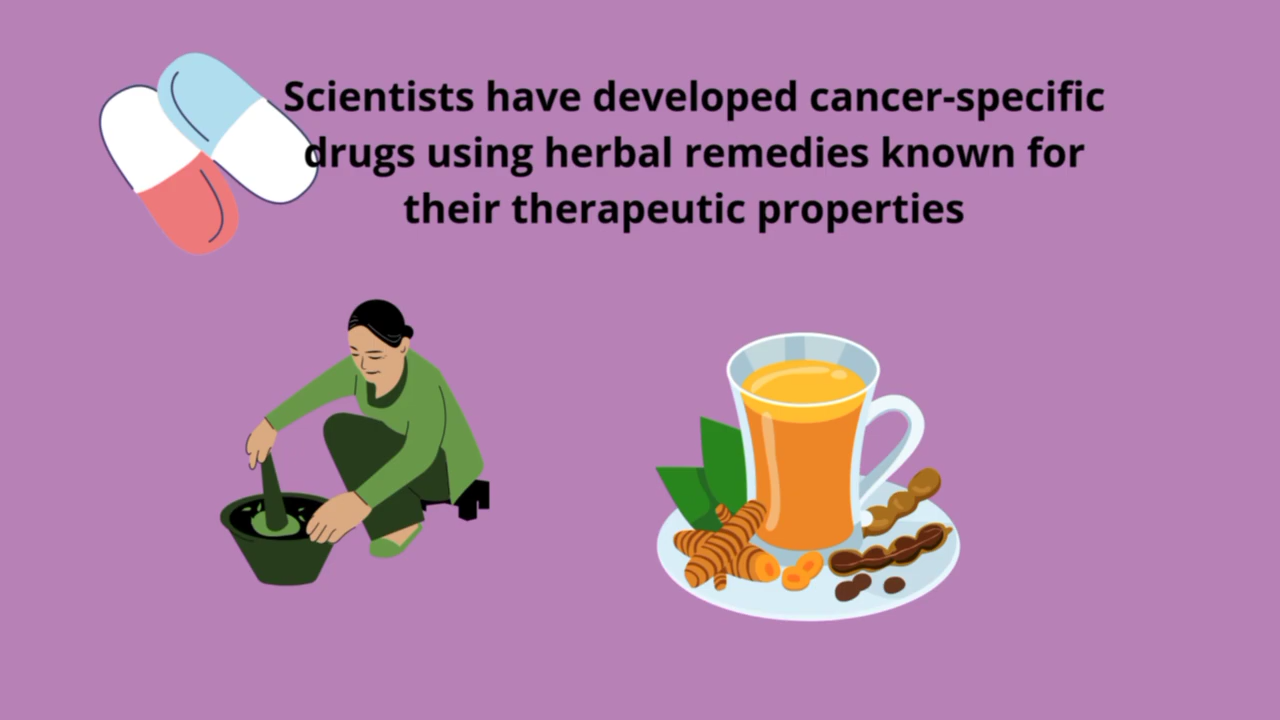 Scientists have developed cancer-specific
drugs using herbal remedies known for
their therapeutic properties